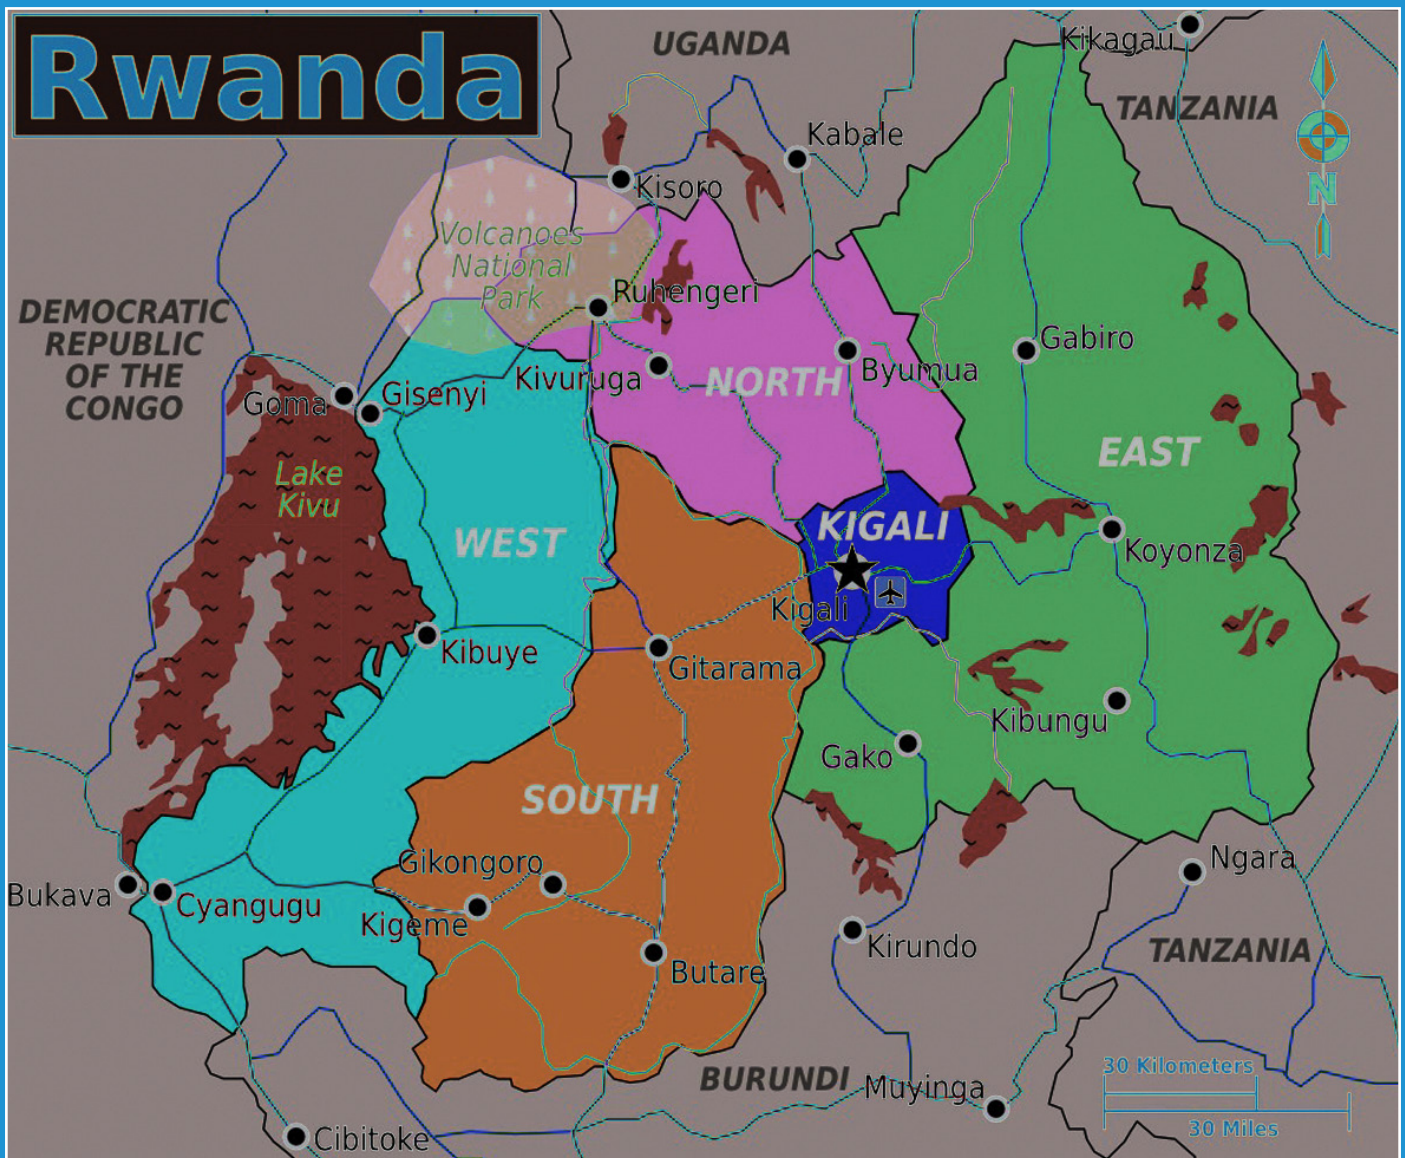 Rwanda
UGANDA
Kikagau
TANZANIA
Kabale
Kisoro
N
Volcanoes
National
Park
Ruhengeri
DEMOCRATIC
REPUBLIC
OF THE
CONGO
Gabiro
Kivuruga
NORTH
Byumua
Goma
Gisenyi
EAST
Lake
Kivu
WEST
KIGALI
Koyonza
Kigali
Kibuye
Gitarama
Kibungu
Gako
SOUTH
Gikongoro
Ngara
Bukava
Cyangugu
Kigeme
Kirundo
TANZANIA
Butare
BURUNDI
Muyinga
30 Kilometers
30 Miles
Cibitoke